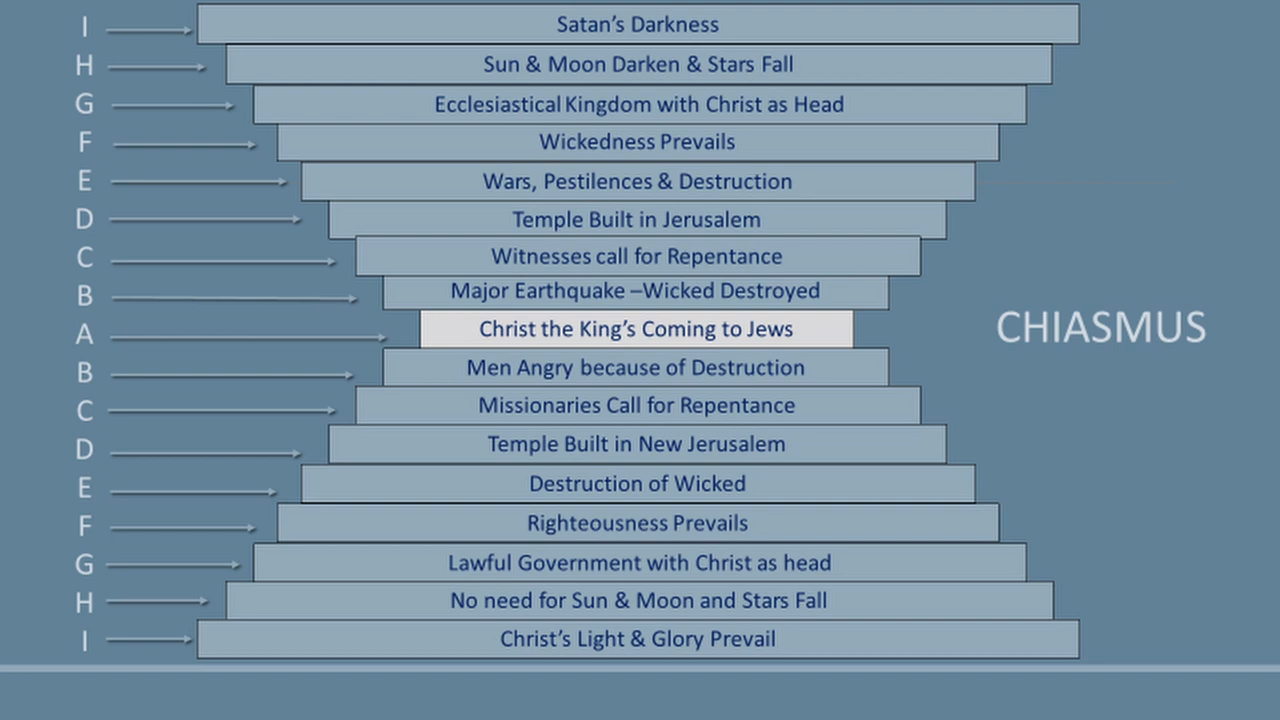 I Satan’s Darkness
H Sun & Moon Darken & Stars Fall
G Ecclesiastical Kingdom with Christ as Head
F Wickedness Prevails
E Wars, Pestilences & Destruction
D Temple Built in Jerusalem
C Witnesses call for Repentance
B Major Earthquake –Wicked Destroyed
A Christ the King’s Coming to Jews
CHIASMUS
B Men Angry because of Destruction
C Missionaries Call for Repentance
D Temple Built in New Jerusalem
E Destruction of Wicked
F Righteousness Prevails
G Lawful Government with Christ as head
H No need for Sun & Moon and Stars Fall
I Christ’s Light & Glory Prevail